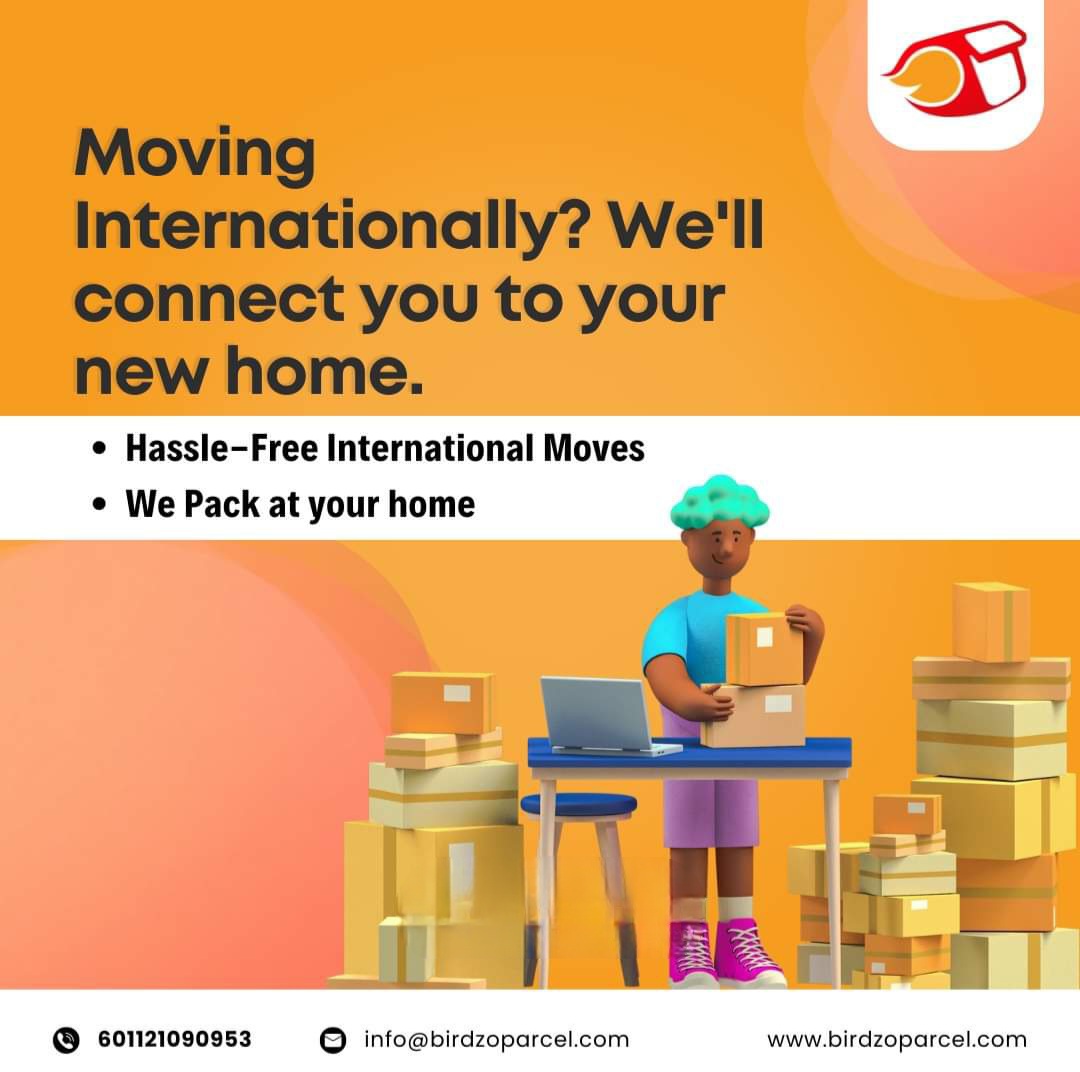 Moving
Internationally? We'll
connect you to your
new home.
• Hassle-Free International Moves
• We Pack at your home
601121090953
info@birdzoparcel.com
www.birdzoparcel.com